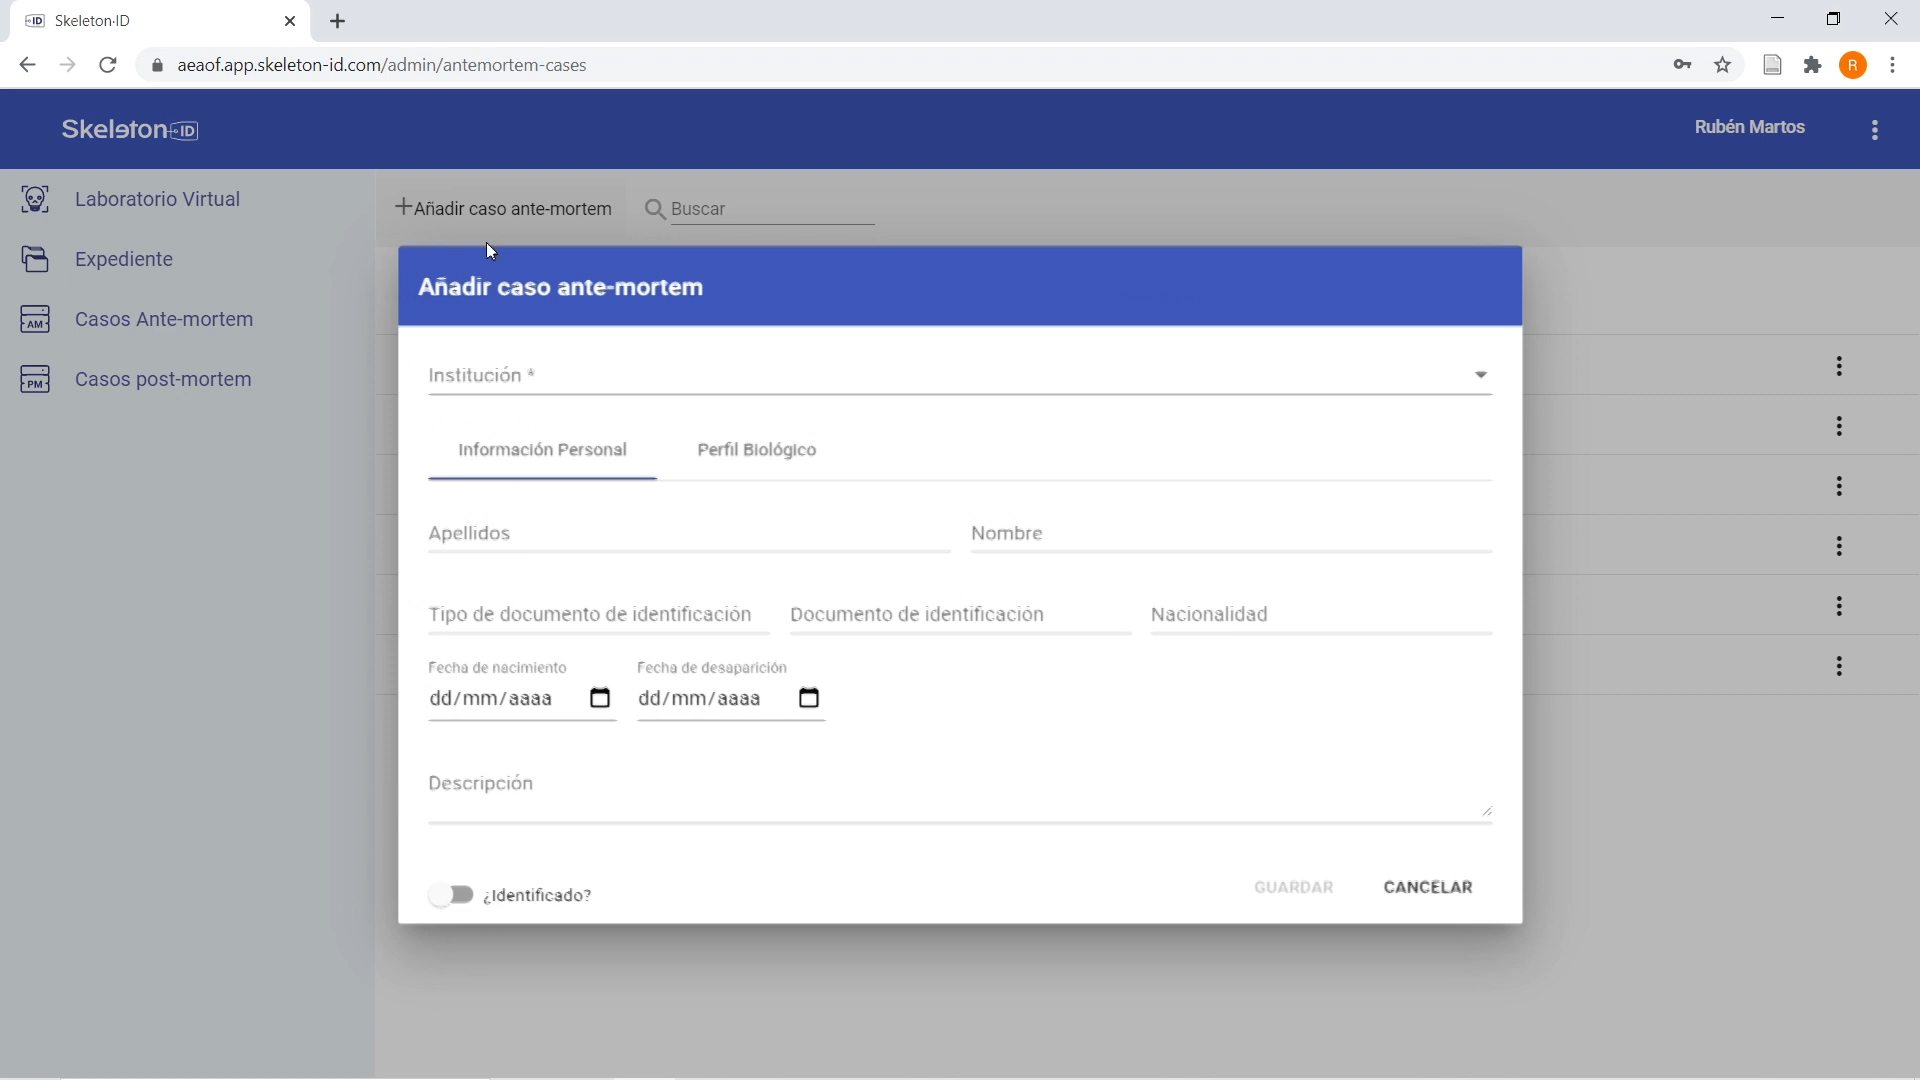 Skeleton·ID
aeaof.app.skeleton-id.com/admin/antemortem-cases
R
Skeleton ID
Rubén Martos
Laboratorio Virtual
Expediente
AM Casos Ante-mortem
PM Casos post-mortem
+Añadir caso ante-mortem
Buscar
Añadir caso ante-mortem
Institución *
Información Personal
Perfil Biológico
Apellidos
Nombre
Tipo de documento de identificación
Documento de identificación
Nacionalidad
Fecha de nacimiento
Fecha de desaparición
dd/mm/aaaa
dd/mm/aaaa
Descripción
¿Identificado?
GUARDAR
CANCELAR